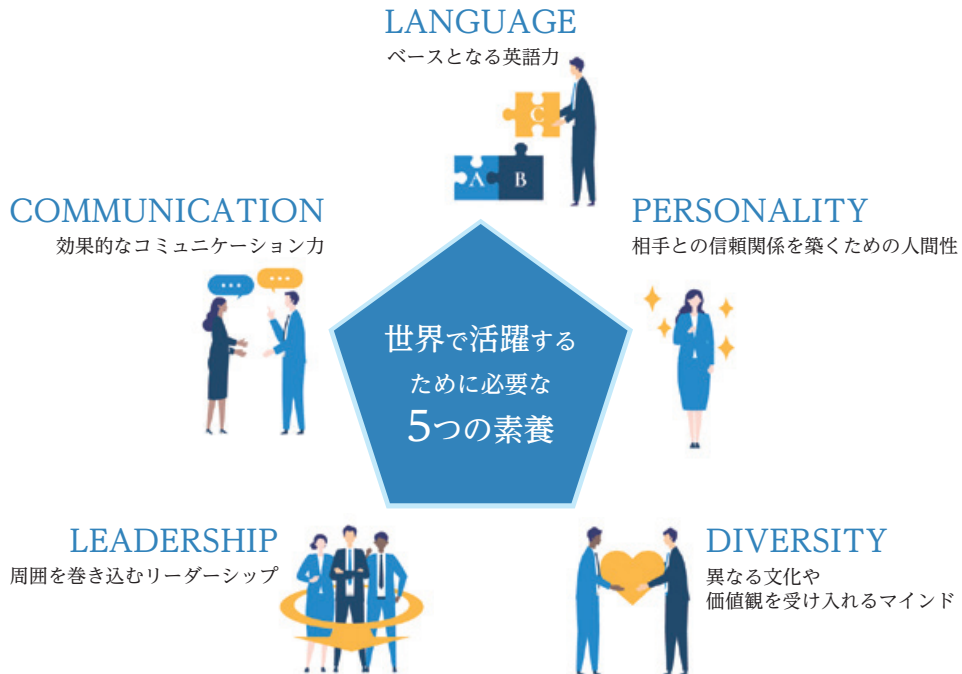 LANGUAGE
ベースとなる英語力
C
A B
COMMUNICATION
効果的なコミュニケーション力
PERSONALITY
相手との信頼関係を築くための人間性
世界で活躍する
ために必要な
5つの素養
LEADERSHIP
周囲を巻き込むリーダーシップ
DIVERSITY
異なる文化や
価値観を受け入れるマインド